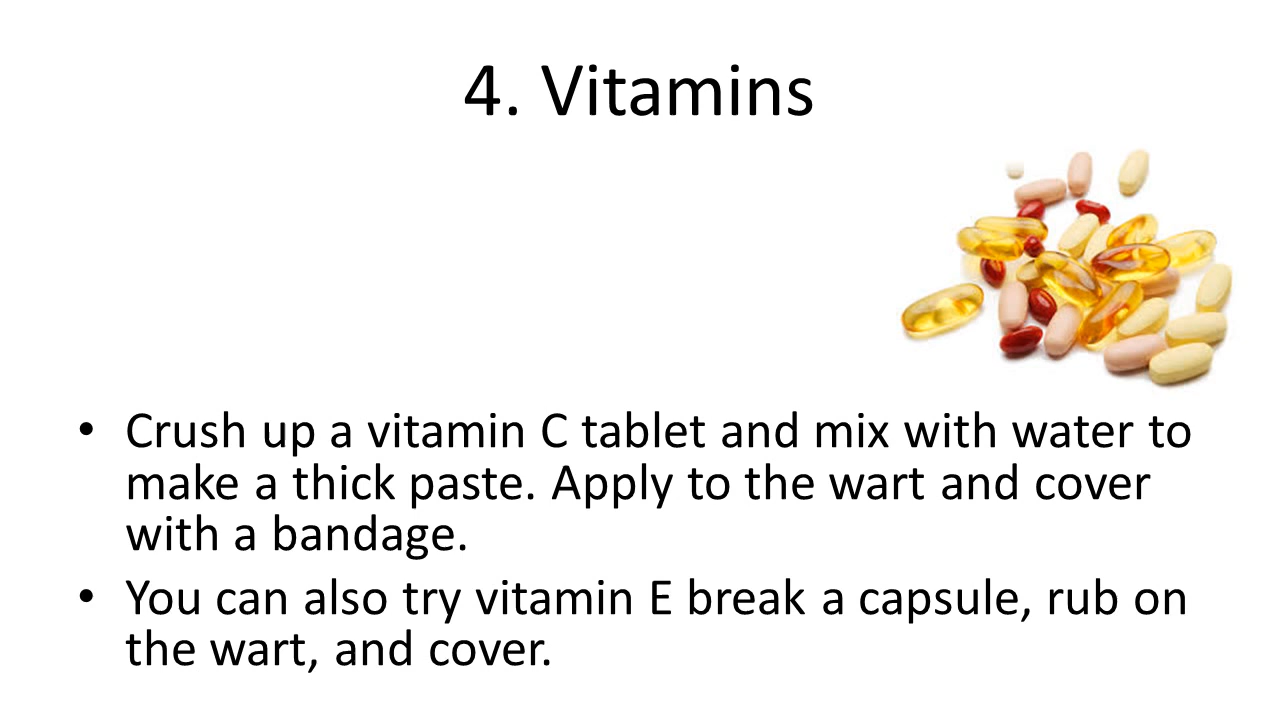 4. Vitamins
• Crush up a vitamin C tablet and mix with water to
make a thick paste. Apply to the wart and cover
with a bandage.
• You can also try vitamin E break a capsule, rub on
the wart, and cover.